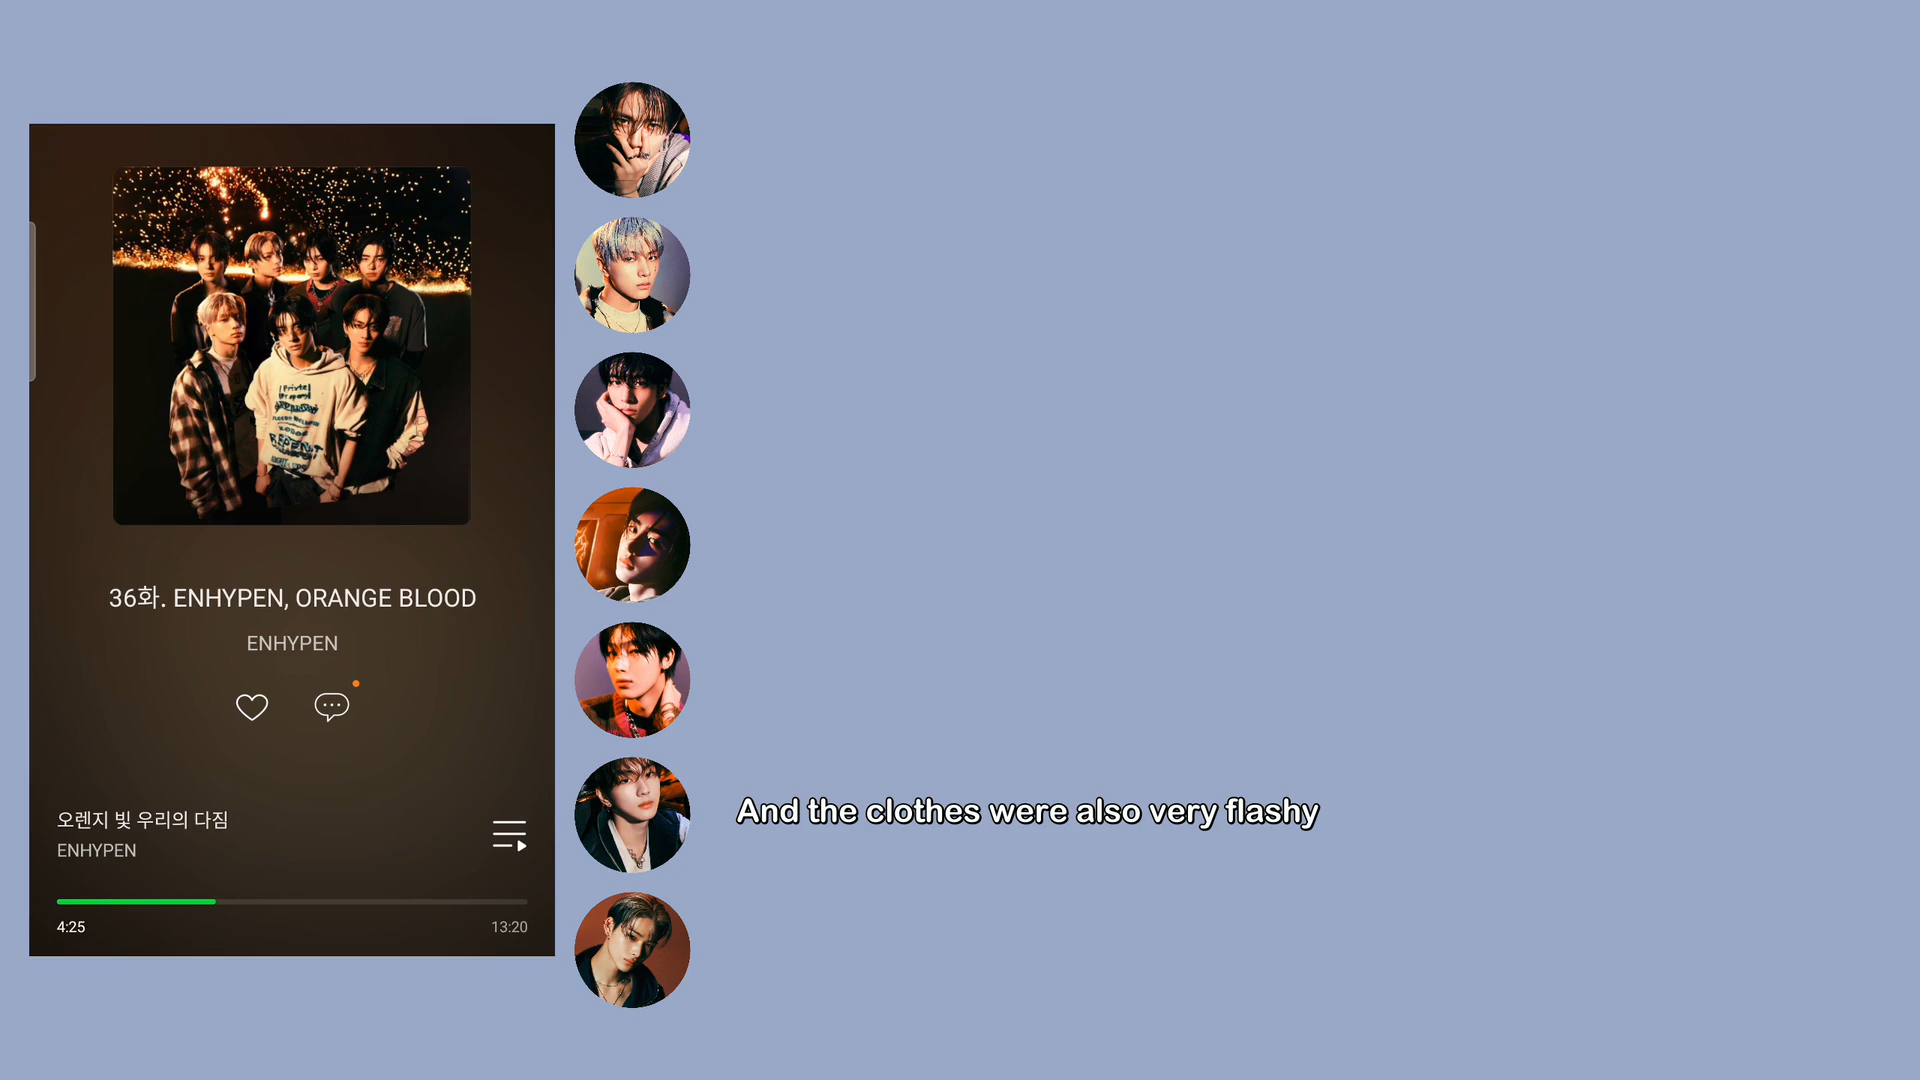 36화. ENHYPEN, ORANGE BLOOD
ENHYPEN
오렌지 빛 우리의 다짐
ENHYPEN
4:25
13:20
And the clothes were also very flashy